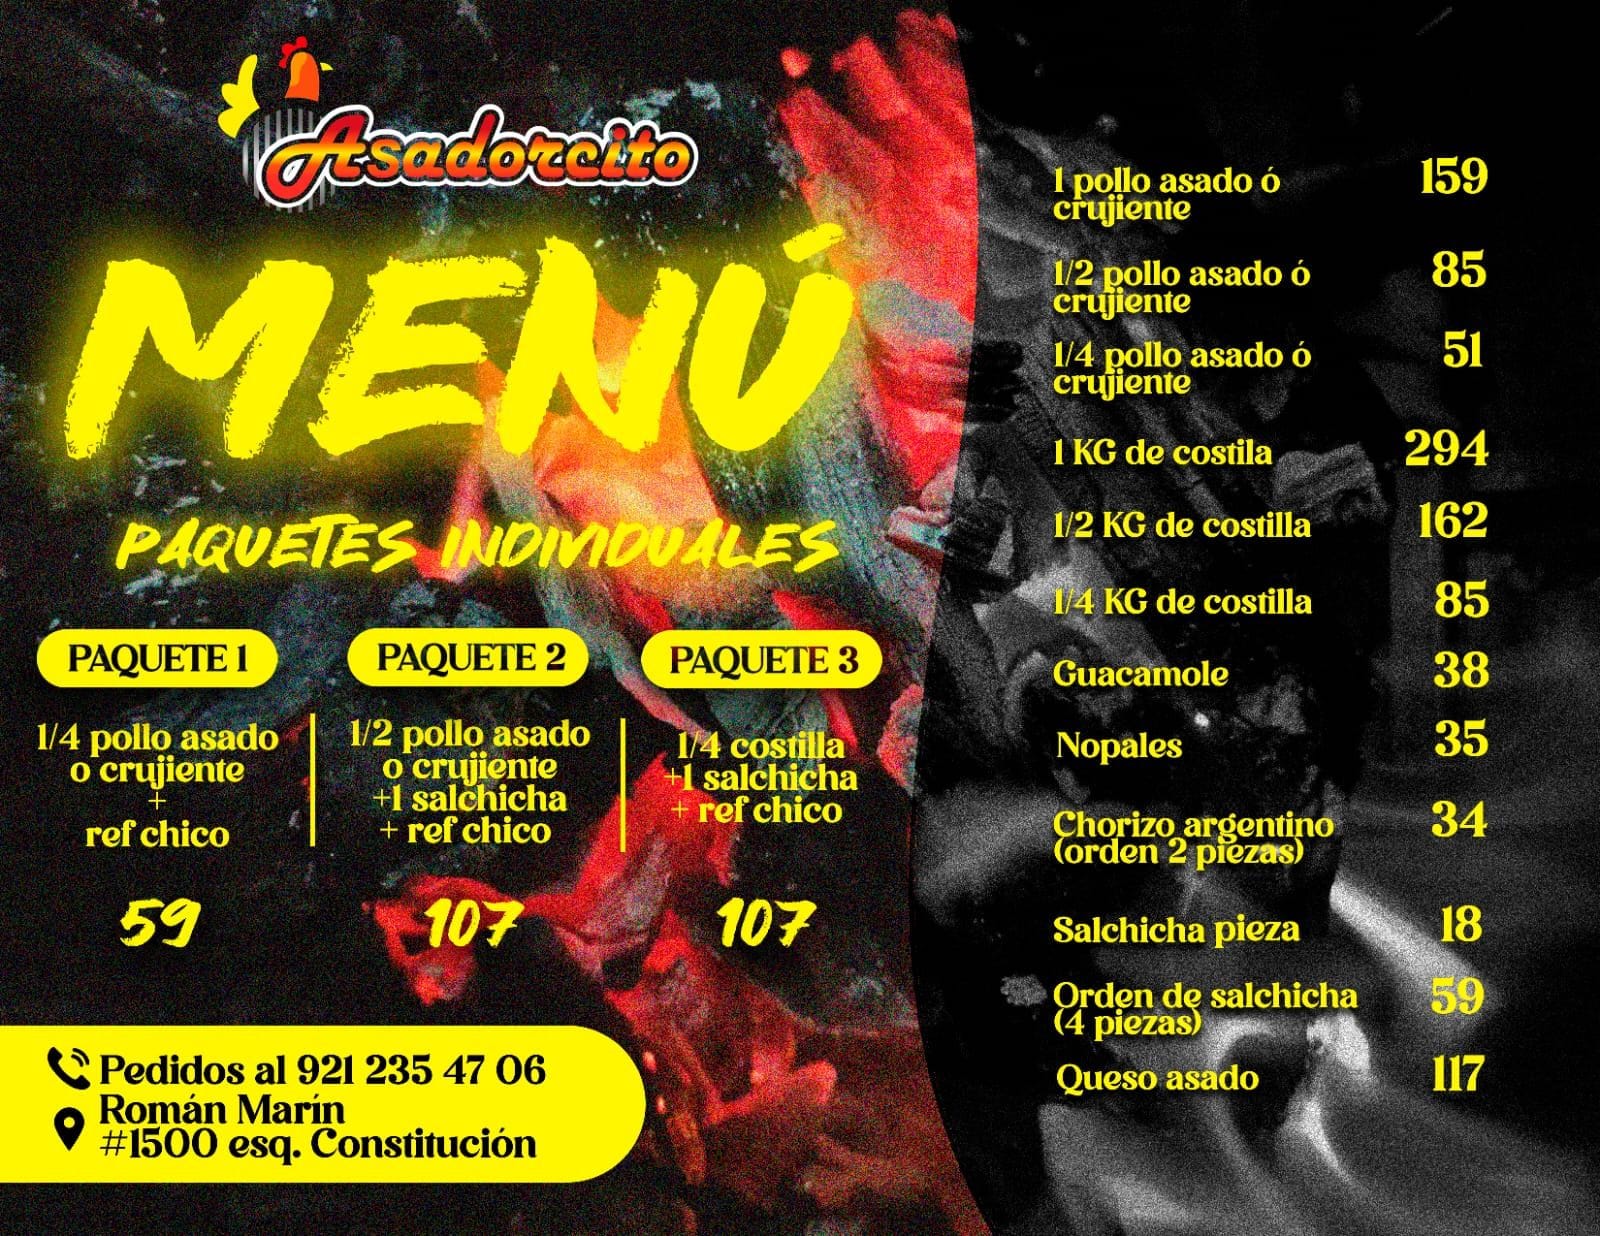 Asadorcito
MENÚ
PAQUETES INDIVIDUALES
PAQUETE 1
1/4 pollo asado
o crujiente
+
ref chico
59
PAQUETE 2
1/2 pollo asado
o crujiente
+1 salchicha
+ ref chico
107
PAQUETE 3
1/4 costilla
+1 salchicha
+ ref chico
107
Pedidos al 921 235 47 06
Román Marín
#1500 esq. Constitución
1 pollo asado ó 159
crujiente
1/2 pollo asado ó 85
crujiente
1/4 pollo asado ó 51
crujiente
1 KG de costila 294
1/2 KG de costilla 162
1/4 KG de costilla 85
Guacamole 38
Nopales 35
Chorizo argentino 34
(orden 2 piezas)
Salchicha pieza 18
Orden de salchicha 59
(4 piezas)
Queso asado 117